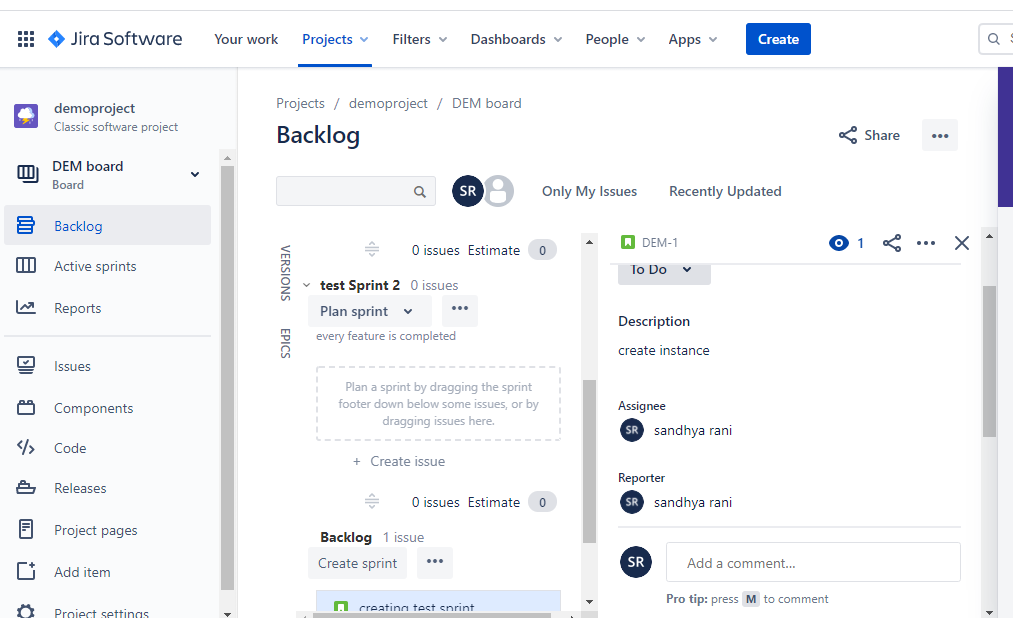 Jira Software Your work Projects Filters Dashboards People Apps Create
demoproject
Classic software project
DEM board
Board
Backlog
Active sprints
Reports
Issues
Components
Code
Releases
Project pages
Add item
Project settings
Projects / demoproject / DEM board
Backlog
Share
SR Only My Issues Recently Updated
VERSIONS
EPICS
0 issues Estimate 0
test Sprint 2 0 issues
Plan sprint
every feature is completed
Plan a sprint by dragging the sprint
footer down below some issues, or by
dragging issues here.
+ Create issue
0 issues Estimate 0
Backlog 1 issue
Create sprint
creating test sprint
DEM-1 1
To Do
Description
create instance
Assignee
SR sandhya rani
Reporter
SR sandhya rani
SR Add a comment...
Pro tip: press M to comment